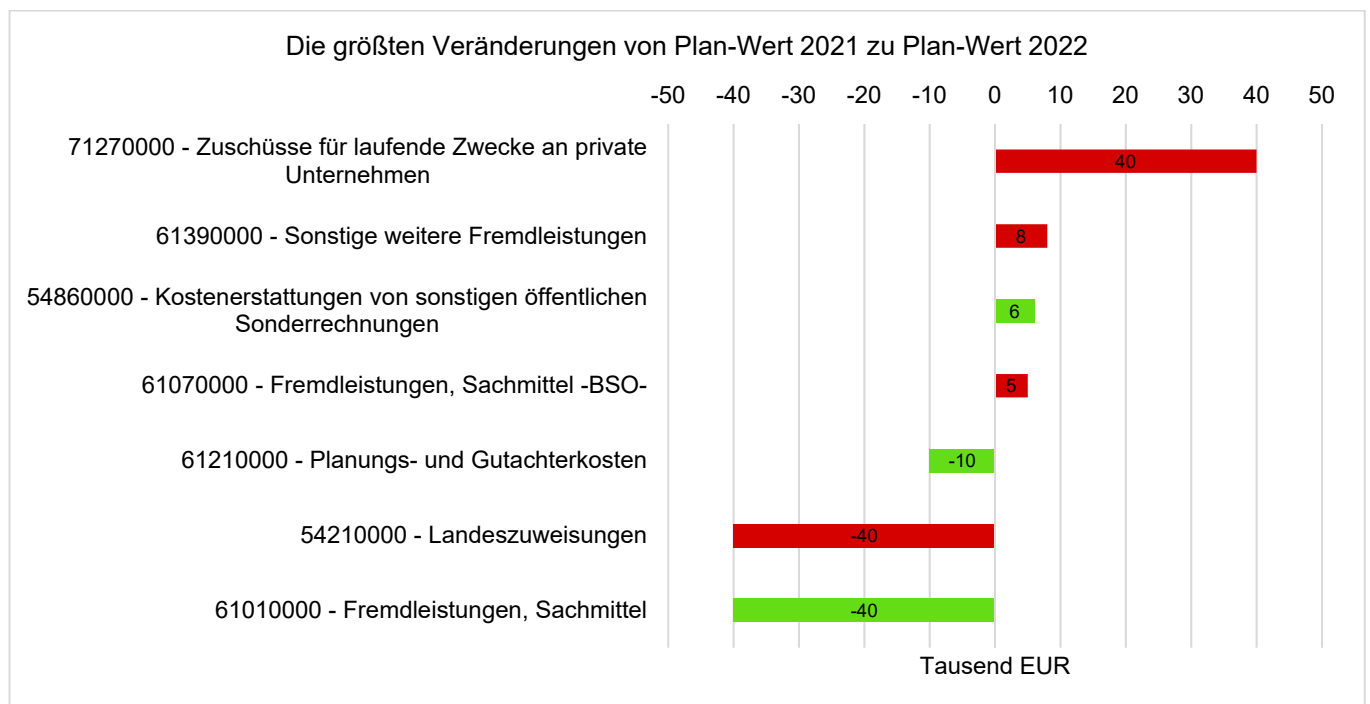 Die größten Veränderungen von Plan-Wert 2021 zu Plan-Wert 2022
-50 -40 -30 -20 -10 0 10 20 30 40 50
71270000 - Zuschüsse für laufende Zwecke an private
Unternehmen
40
61390000 - Sonstige weitere Fremdleistungen
8
54860000 - Kostenerstattungen von sonstigen öffentlichen
Sonderrechnungen
6
61070000 - Fremdleistungen, Sachmittel -BSO-
5
61210000 - Planungs- und Gutachterkosten
-10
54210000 - Landeszuweisungen
-40
61010000 - Fremdleistungen, Sachmittel
-40
Tausend EUR